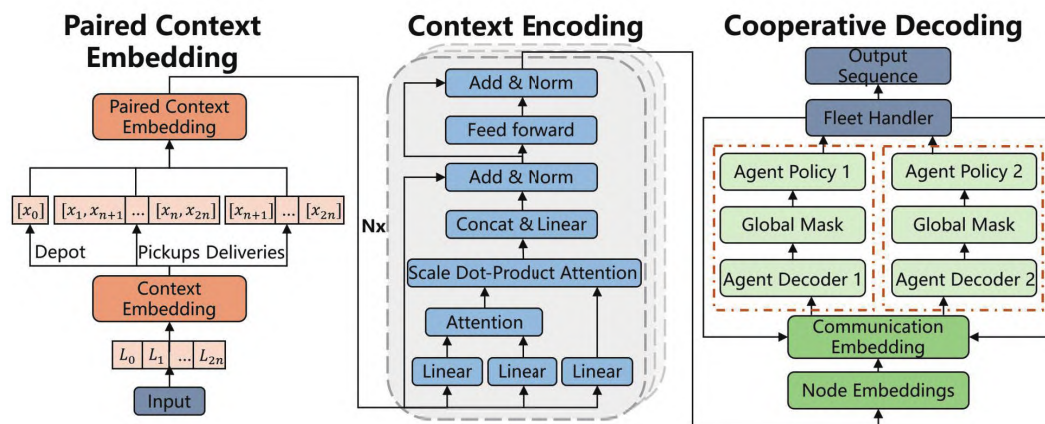 Paired Context
Embedding
Paired Context
Embedding
[x₀] [x₁, xₙ₊₁] ... [xₙ, x₂ₙ] [xₙ₊₁] ... [x₂ₙ]
Depot Pickups Deliveries
Context
Embedding
L₀ L₁ ... L₂ₙ
Input
Context Encoding
Nx
Add & Norm
Feed forward
Add & Norm
Concat & Linear
Scale Dot-Product Attention
Attention
Linear Linear Linear
Cooperative Decoding
Output
Sequence
Fleet Handler
Agent Policy 1 Agent Policy 2
Global Mask Global Mask
Agent Decoder 1 Agent Decoder 2
Communication
Embedding
Node Embeddings